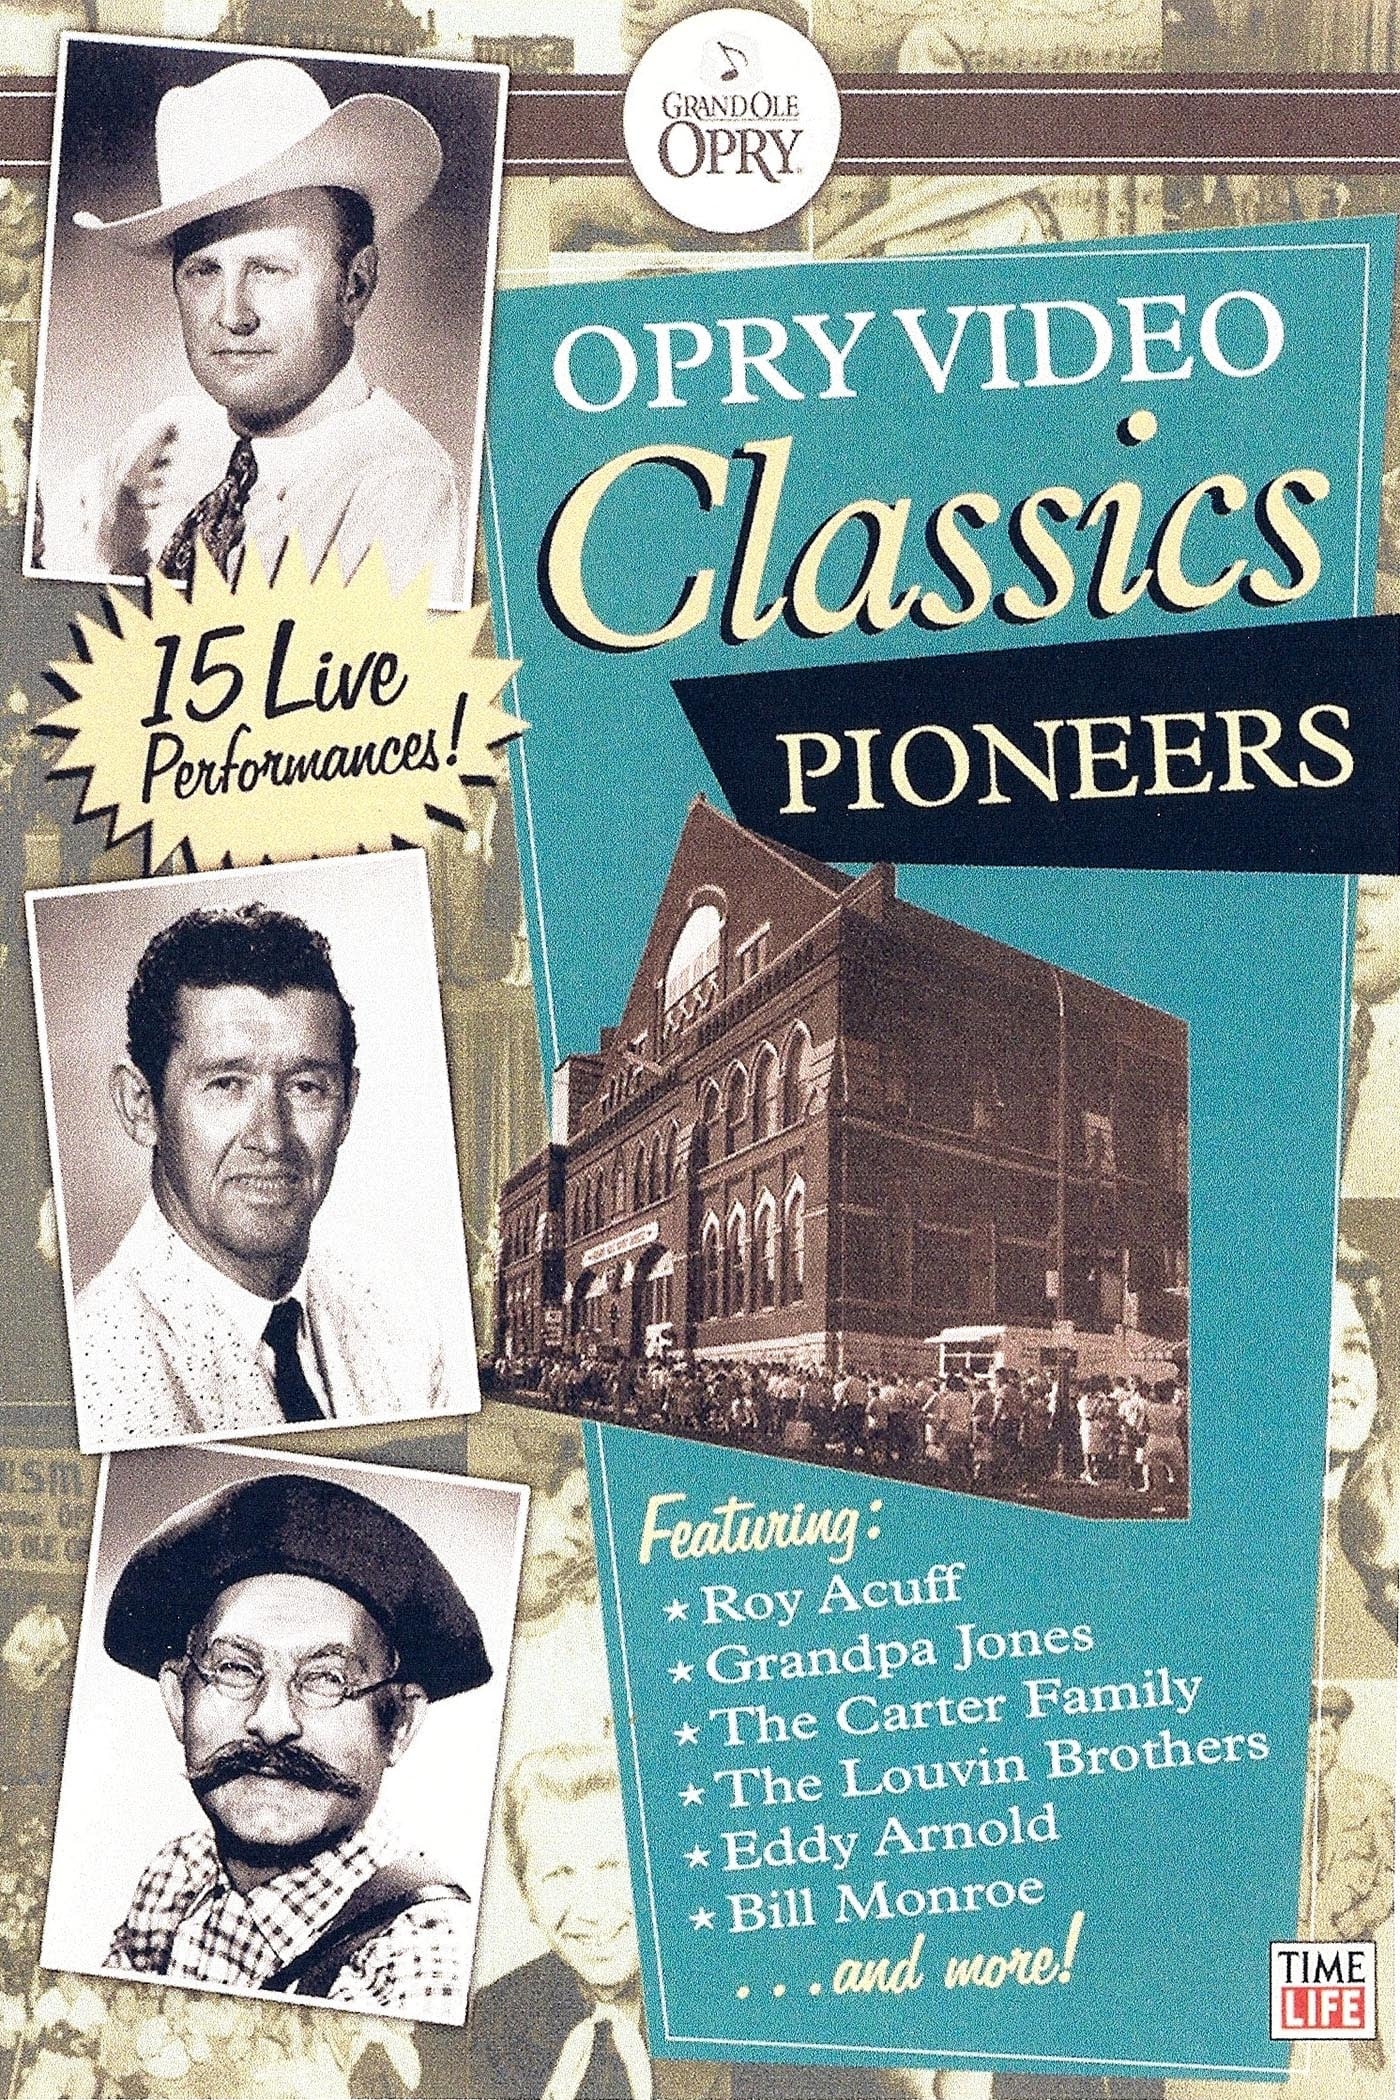 GRAND OLE
OPRY
OPRY VIDEO
Classics
PIONEERS
15 Live
Performances!
Featuring:
★ Roy Acuff
★ Grandpa Jones
★ The Carter Family
★ The Louvin Brothers
★ Eddy Arnold
★ Bill Monroe
...and more!
TIME
LIFE